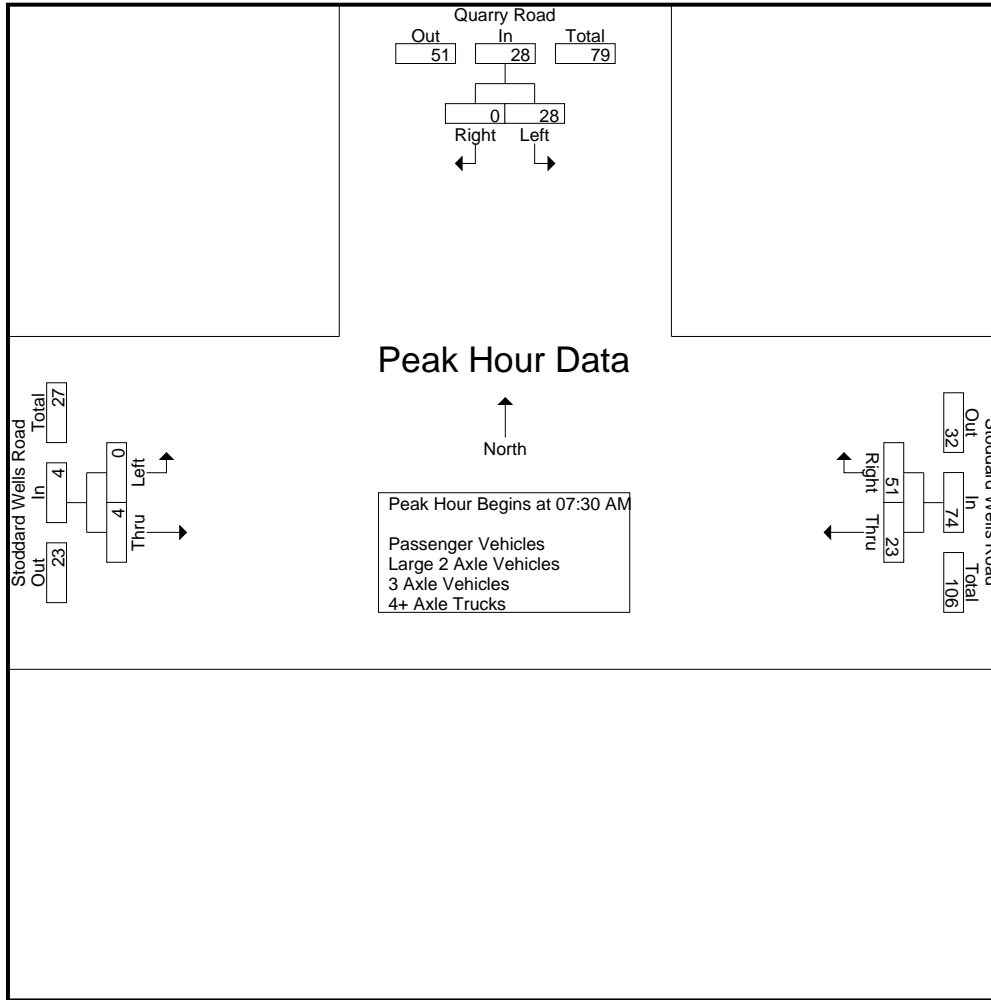 Quarry Road
Out In Total
51 28 79
0 28
Right Left
Peak Hour Data
North
Peak Hour Begins at 07:30 AM
Passenger Vehicles
Large 2 Axle Vehicles
3 Axle Vehicles
4+ Axle Trucks
Stoddard Wells Road
Out In Total
23 4 27
4 0
Thru Left
Stoddard Wells Road
Out In Total
32 74 106
51 23
Right Thru